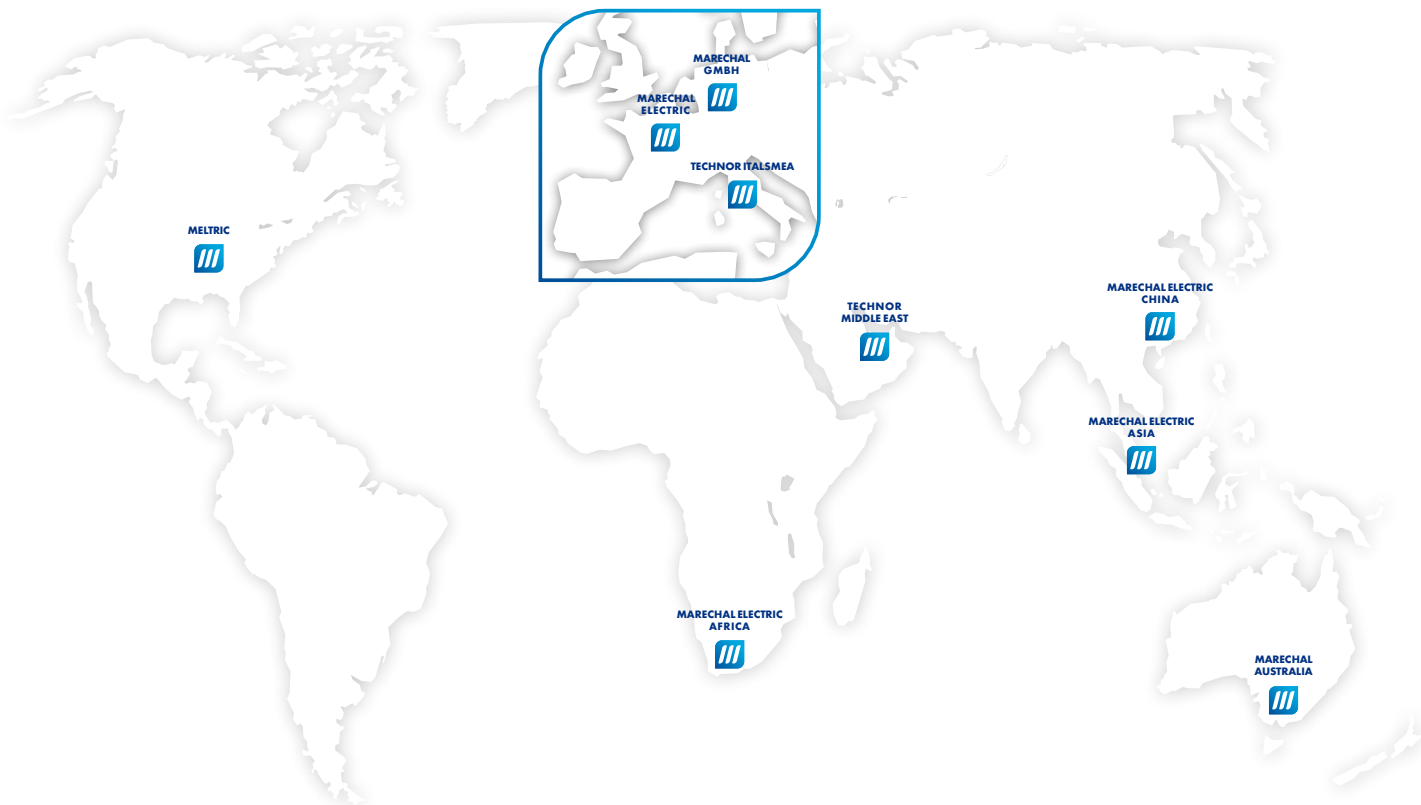 MARECHAL
GMBH
MARECHAL
ELECTRIC
TECHNOR ITALSMEA
MELTRIC
MARECHAL ELECTRIC
CHINA
TECHNOR
MIDDLE EAST
MARECHAL ELECTRIC
ASIA
MARECHAL ELECTRIC
AFRICA
MARECHAL
AUSTRALIA